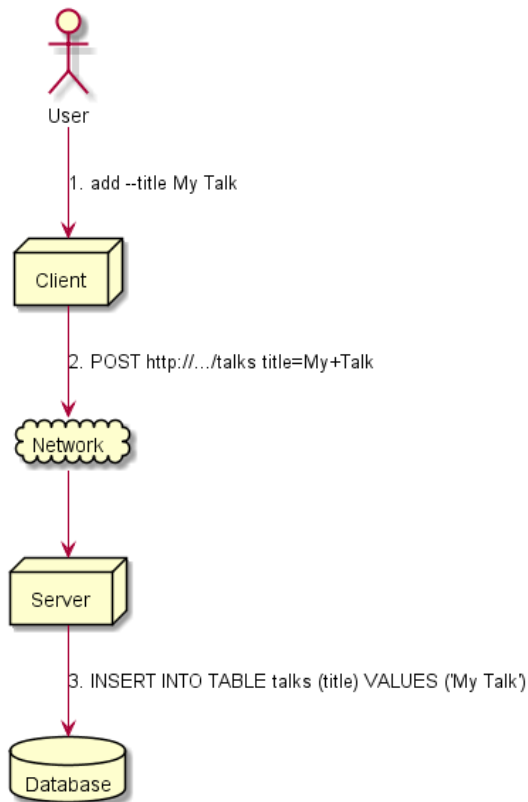 User
1. add --title My Talk
Client
2. POST http://.../talks title=My+Talk
Network
Server
3. INSERT INTO TABLE talks (title) VALUES ('My Talk')
Database